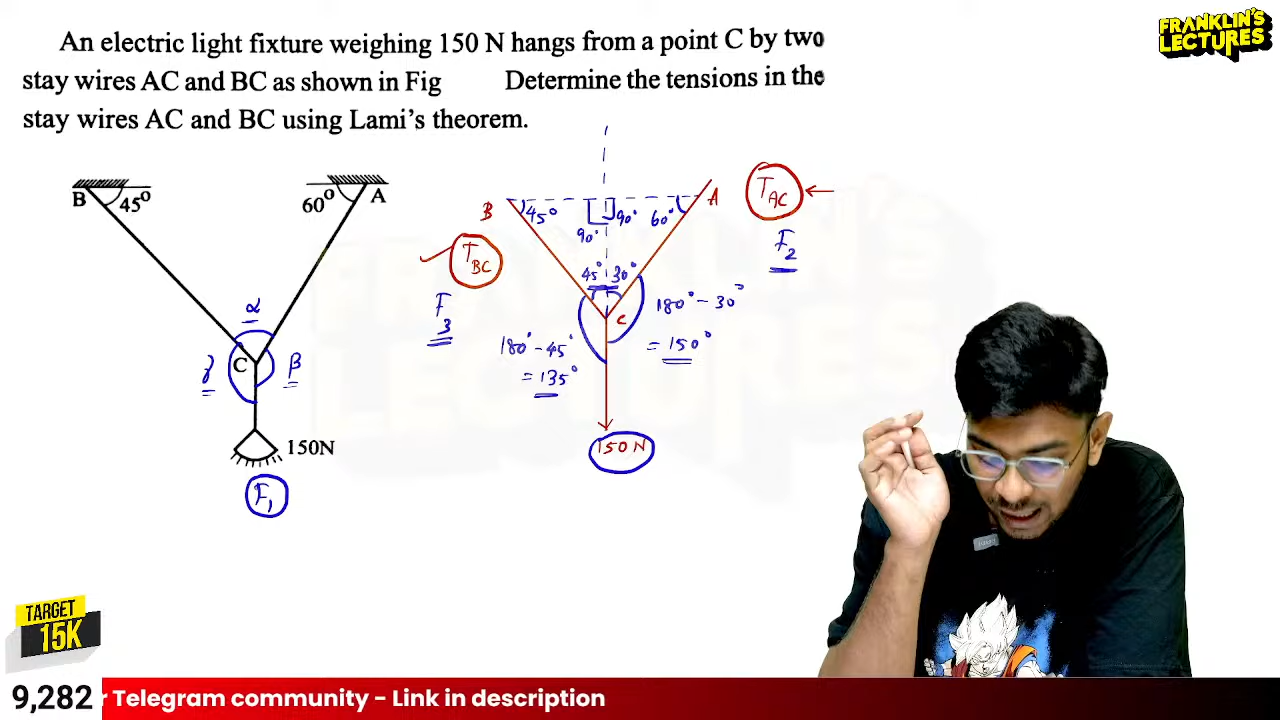 An electric light fixture weighing 150 N hangs from a point C by two
stay wires AC and BC as shown in Fig Determine the tensions in the
stay wires AC and BC using Lami's theorem.
FRANKLIN'S
LECTURES
B 45° 60° A
α
γ C β
150N
F₁
B 45° 90° 60° A
90°
45° 30°
C
T_BC
F₃
T_AC
F₂
180° - 45°
= 135°
180° - 30°
= 150°
150 N
TARGET
15K
9,282 r Telegram community - Link in description